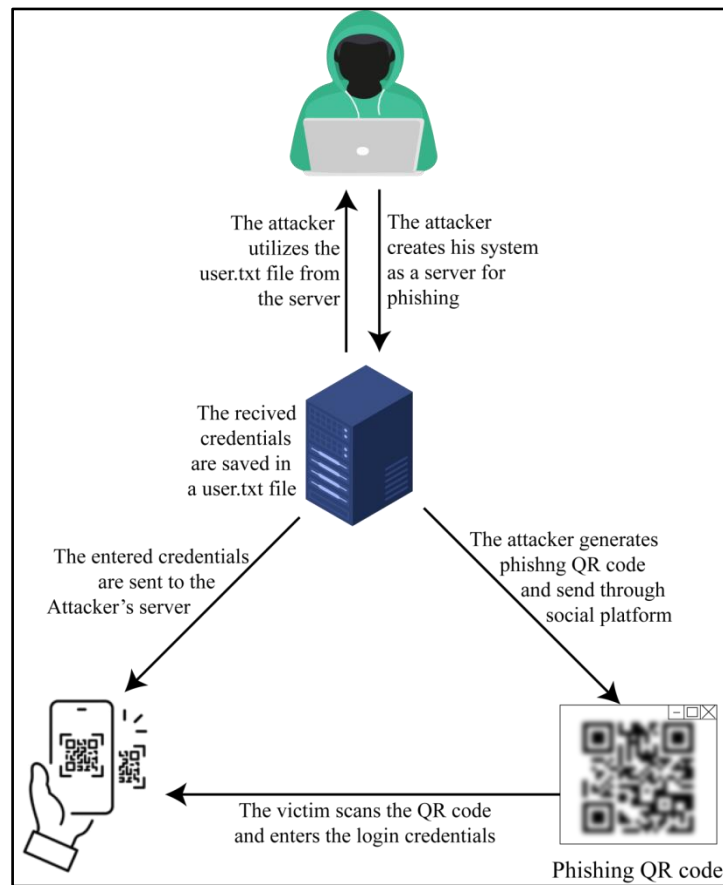 The attacker
utilizes the
user.txt file from
the server
The attacker
creates his system
as a server for
phishing
The recived
credentials
are saved in
a user.txt file
The entered credentials
are sent to the
Attacker's server
The attacker generates
phishng QR code
and send through
social platform
The victim scans the QR code
and enters the login credentials
Phishing QR code